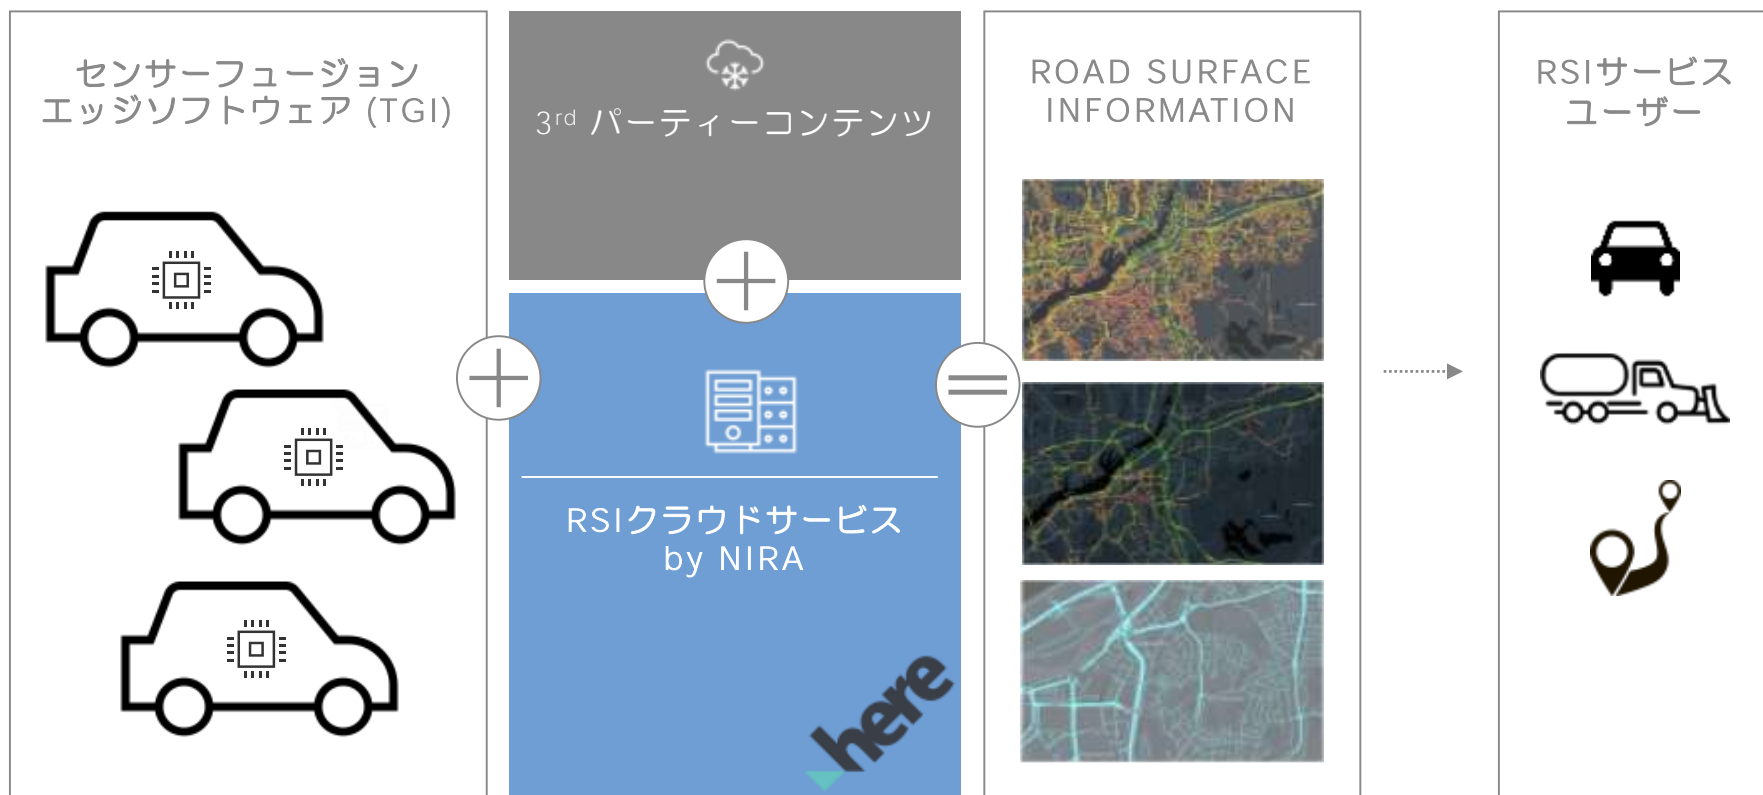 センサーフュージョン
エッジソフトウェア (TGI)
3rd パーティーコンテンツ
RSIクラウドサービス
by NIRA
here
ROAD SURFACE
INFORMATION
RSIサービス
ユーザー